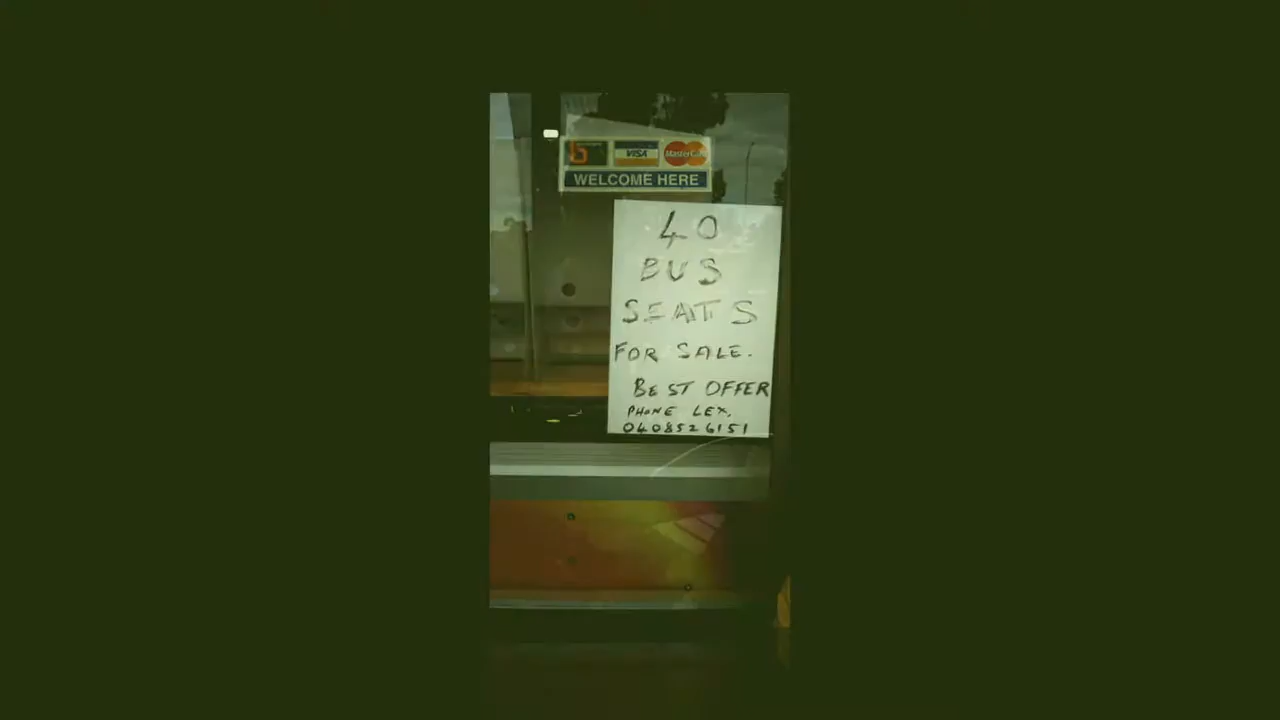 VISA MasterCard
WELCOME HERE
40
BUS
SEATS
FOR SALE.
BEST OFFER
PHONE LEX.
0408526151